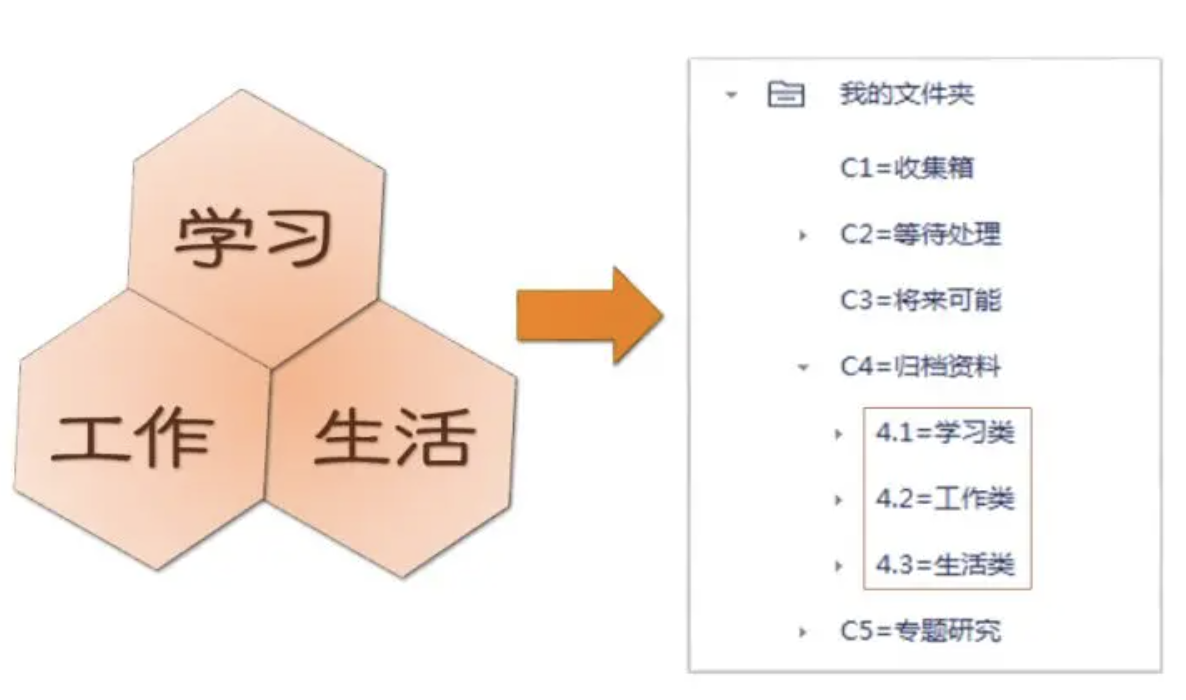 学习
工作
生活
我的文件夹
C1=收集箱
C2=等待处理
C3=将来可能
C4=归档资料
4.1=学习类
4.2=工作类
4.3=生活类
C5=专题研究